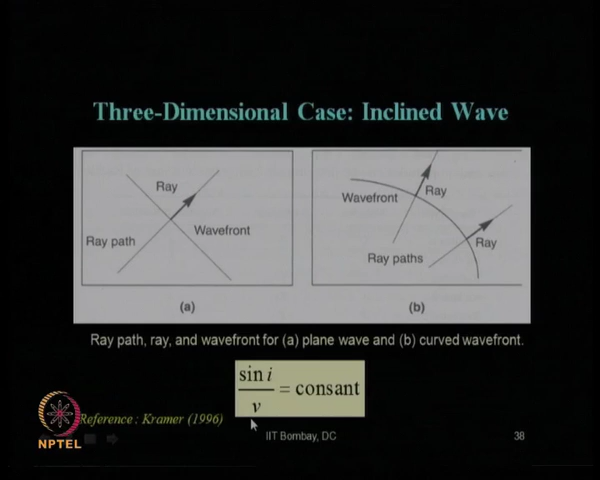 Three-Dimensional Case: Inclined Wave
Ray
Ray path
Wavefront
(a)
Wavefront
Ray
Ray
Ray paths
(b)
Ray path, ray, and wavefront for (a) plane wave and (b) curved wavefront.
sin i
v
= consant
Reference : Kramer (1996)
NPTEL
IIT Bombay, DC
38